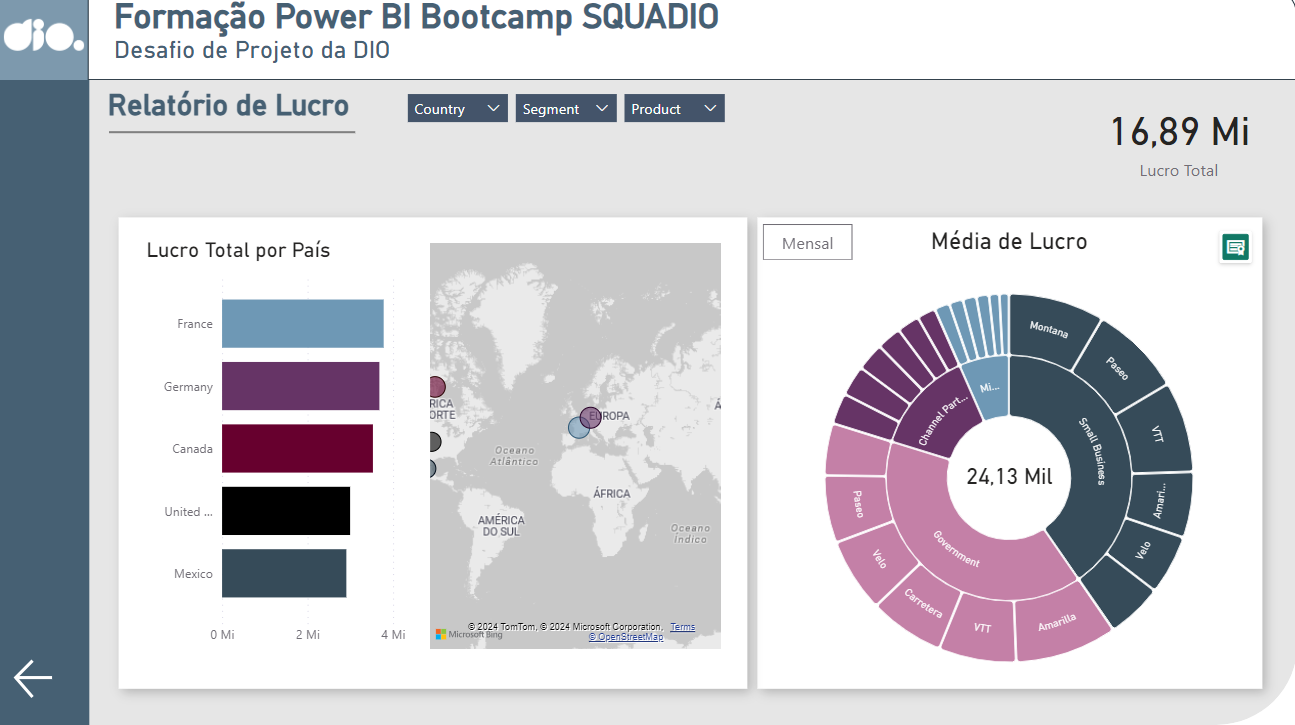 dio.
Formação Power BI Bootcamp SQUADIO
Desafio de Projeto da DIO
Relatório de Lucro
Country
Segment
Product
16,89 Mi
Lucro Total
Lucro Total por País
France
Germany
Canada
United ...
Mexico
0 Mi
2 Mi
4 Mi
RICA
ORTE
EUROPA
Á
Oceano
Atlântico
ÁFRICA
AMÉRICA
DO SUL
Oceano
Índico
© 2024 TomTom, © 2024 Microsoft Corporation, Terms
© OpenStreetMap
Microsoft Bing
Mensal
Média de Lucro
Montana
Paseo
VTT
Amari...
Velo
Small Business
Mi...
Channel Part...
24,13 Mil
Government
Paseo
Velo
Carretera
VTT
Amarilla